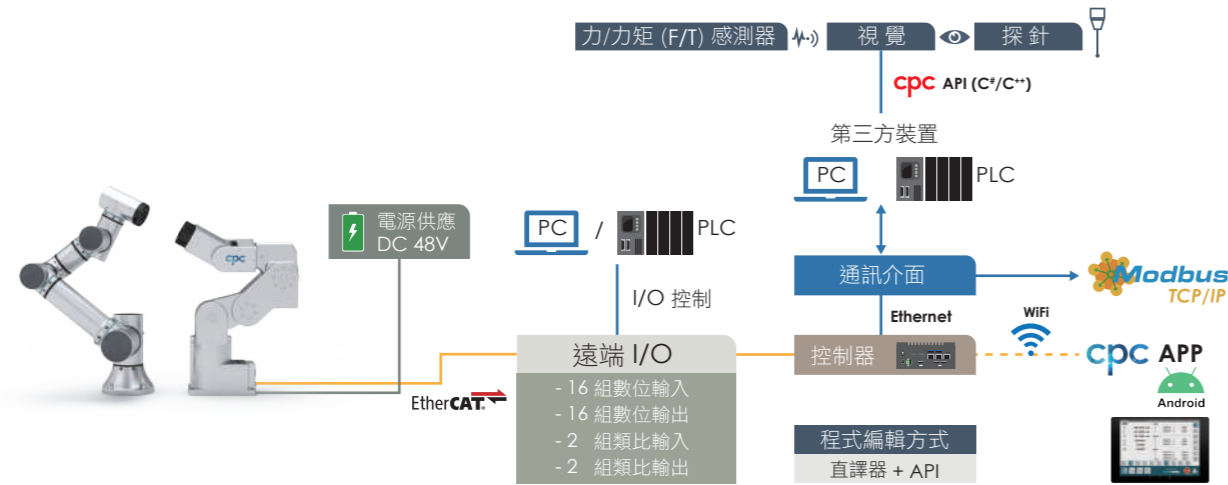 力/力矩 (F/T) 感測器
視覺
探針
cpc API (C#/C++)
第三方裝置
PC
PLC
電源供應
DC 48V
cpc
PC / PLC
I/O 控制
通訊介面
Modbus
TCP/IP
Ethernet
WiFi
遠端 I/O
控制器
cpc APP
Android
EtherCAT
- 16 組數位輸入
- 16 組數位輸出
- 2 組類比輸入
- 2 組類比輸出
程式編輯方式
直譯器 + API